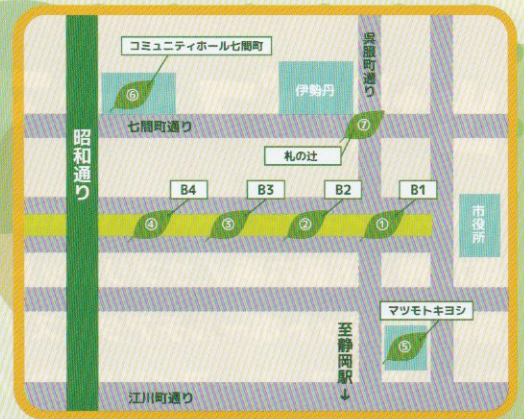 コミュニティホール七間町
⑥
伊勢丹
呉服町通り
⑦
七間町通り
札の辻
昭和通り
B4
B3
B2
B1
④
③
②
①
市役所
マツモトキヨシ
⑤
至静岡駅↓
江川町通り